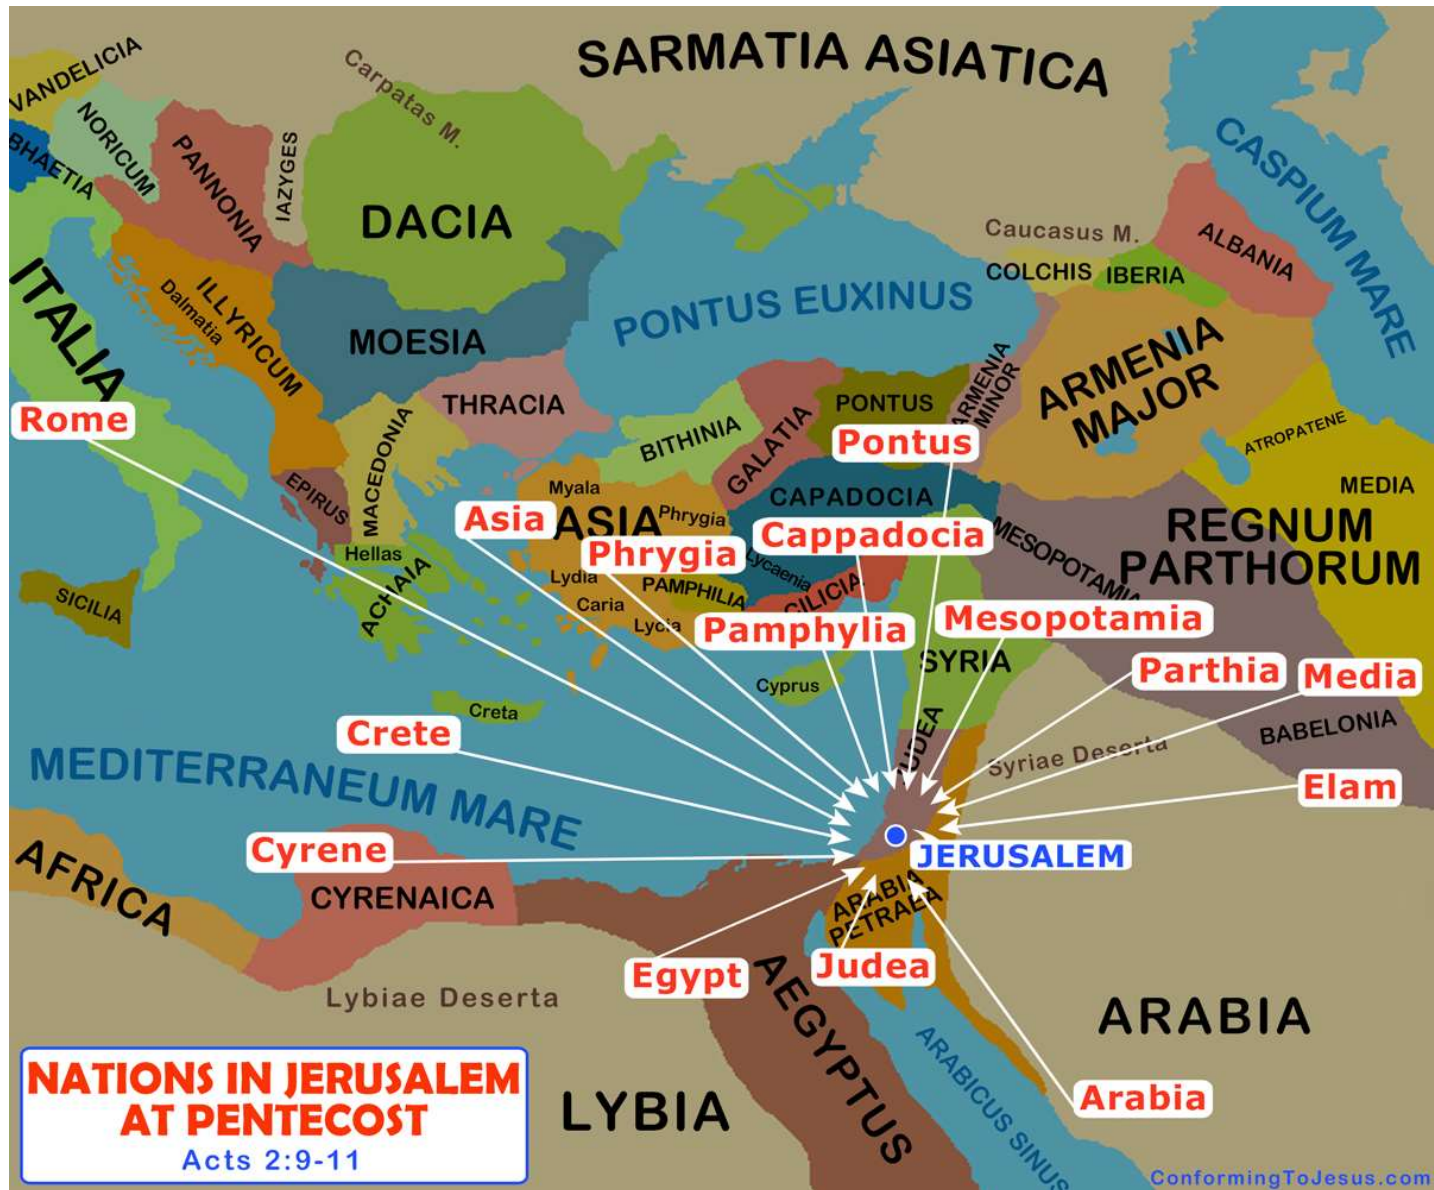 SARMATIA ASIATICA
VANDELICIA
Carpatas M.
NORICUM
BHAETIA
PANNONIA
IAZYGES
DACIA
CASPIUM MARE
Caucasus M.
ALBANIA
COLCHIS
IBERIA
ITALIA
ILLYRICUM
Dalmatia
MOESIA
PONTUS EUXINUS
ARMENIA
MAJOR
ARMENIA
MINOR
THRACIA
MACEDONIA
BITHINIA
GALATIA
PONTUS
Rome
Pontus
ATROPATENE
MEDIA
EPIRUS
Myala
CAPADOCIA
Asia
ASIA
Phrygia
Phrygia
Cappadocia
MESOPOTAMIA
REGNUM
PARTHORUM
Hellas
ACHAIA
Lydia
Lycaenia
PAMPHILIA
CILICIA
SICILIA
Caria
Lycia
Pamphylia
Mesopotamia
SYRIA
Parthia
Media
Cyprus
Creta
Crete
JUDEA
Syriae Deserta
BABELONIA
MEDITERRANEUM MARE
Elam
Cyrene
JERUSALEM
AFRICA
CYRENAICA
ARABIA
PETRAEA
Egypt
Judea
Lybiae Deserta
AEGYPTUS
ARABIA
ARABICUS SINUS
Arabia
LYBIA
NATIONS IN JERUSALEM
AT PENTECOST
Acts 2:9-11
ConformingToJesus.com